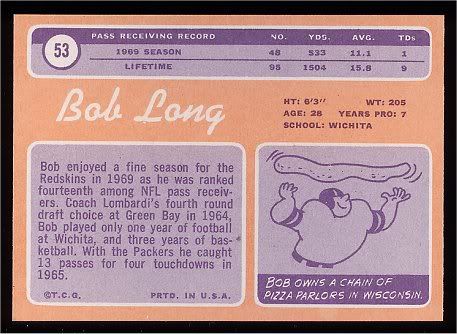 53
PASS RECEIVING RECORD NO. YDS. AVG. TDs
1969 SEASON 48 533 11.1 1
LIFETIME 95 1504 15.8 9
Bob Long
HT: 6'3" WT: 205
AGE: 28 YEARS PRO: 7
SCHOOL: WICHITA
Bob enjoyed a fine season for the
Redskins in 1969 as he was ranked
fourteenth among NFL pass receiv-
ers. Coach Lombardi's fourth round
draft choice at Green Bay in 1964,
Bob played only one year of football
at Wichita, and three years of bas-
ketball. With the Packers he caught
13 passes for four touchdowns in
1965.
©T.C.G. PRTD. IN U.S.A.
BOB OWNS A CHAIN OF
PIZZA PARLORS IN WISCONSIN.